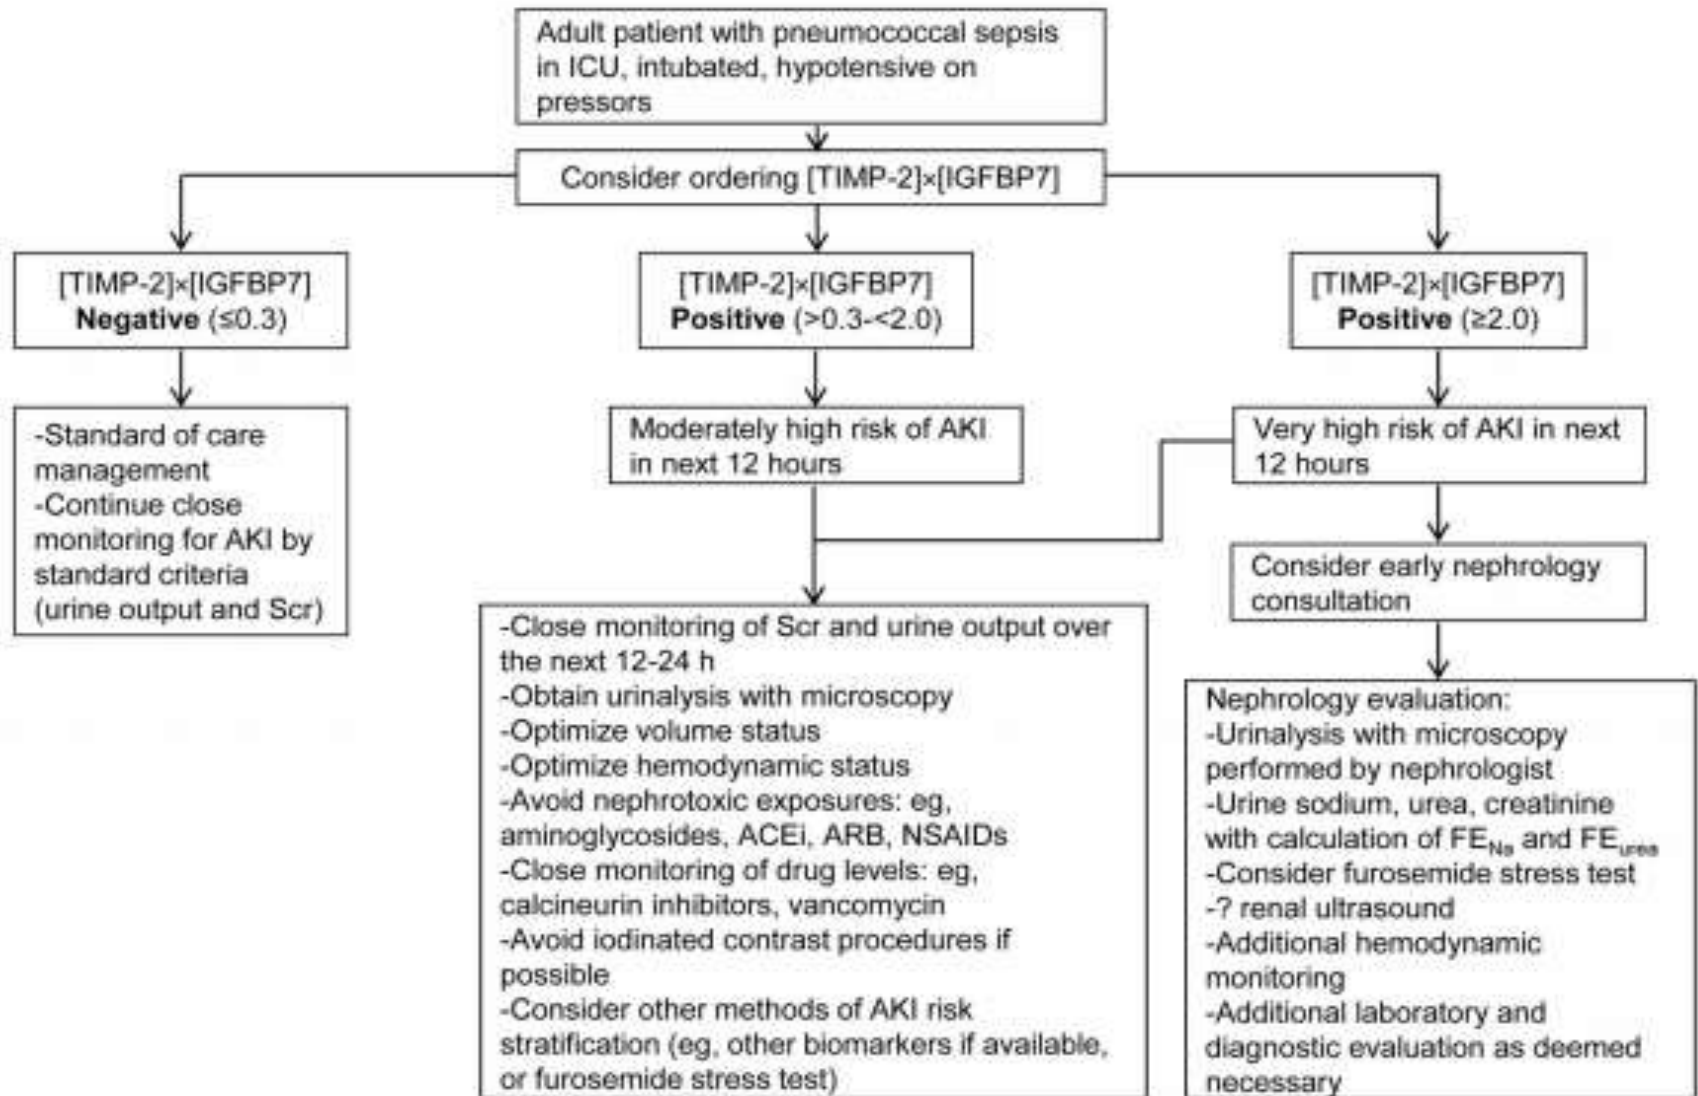 Adult patient with pneumococcal sepsis
in ICU, intubated, hypotensive on
pressors
Consider ordering [TIMP-2]×[IGFBP7]
[TIMP-2]×[IGFBP7]
Negative (≤0.3)
[TIMP-2]×[IGFBP7]
Positive (>0.3-<2.0)
[TIMP-2]×[IGFBP7]
Positive (≥2.0)
-Standard of care
management
-Continue close
monitoring for AKI by
standard criteria
(urine output and Scr)
Moderately high risk of AKI
in next 12 hours
Very high risk of AKI in next
12 hours
Consider early nephrology
consultation
-Close monitoring of Scr and urine output over
the next 12-24 h
-Obtain urinalysis with microscopy
-Optimize volume status
-Optimize hemodynamic status
-Avoid nephrotoxic exposures: eg,
aminoglycosides, ACEi, ARB, NSAIDs
-Close monitoring of drug levels: eg,
calcineurin inhibitors, vancomycin
-Avoid iodinated contrast procedures if
possible
-Consider other methods of AKI risk
stratification (eg, other biomarkers if available,
or furosemide stress test)
Nephrology evaluation:
-Urinalysis with microscopy
performed by nephrologist
-Urine sodium, urea, creatinine
with calculation of FENa and FEurea
-Consider furosemide stress test
-? renal ultrasound
-Additional hemodynamic
monitoring
-Additional laboratory and
diagnostic evaluation as deemed
necessary